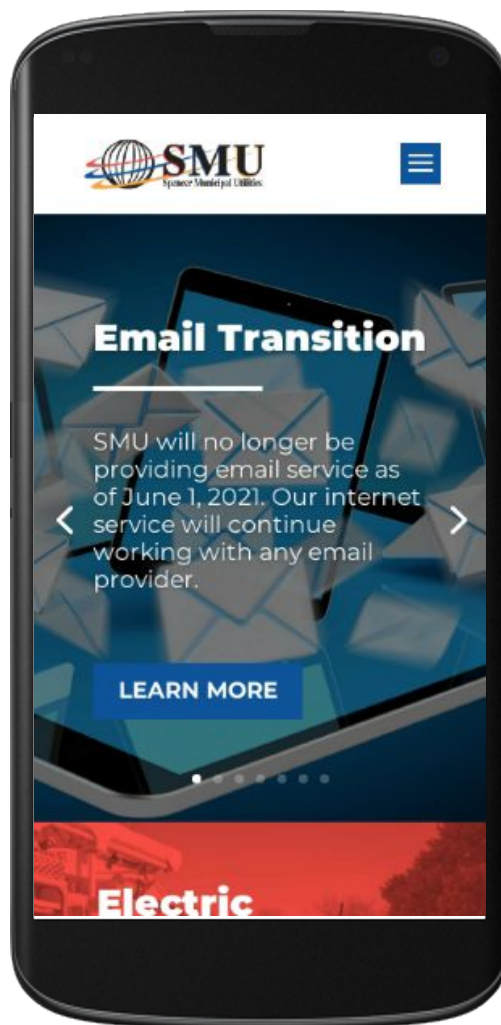 SMU
Spencer Municipal Utilities
Email Transition
SMU will no longer be
providing email service as
of June 1, 2021. Our internet
service will continue
working with any email
provider.
LEARN MORE
Electric